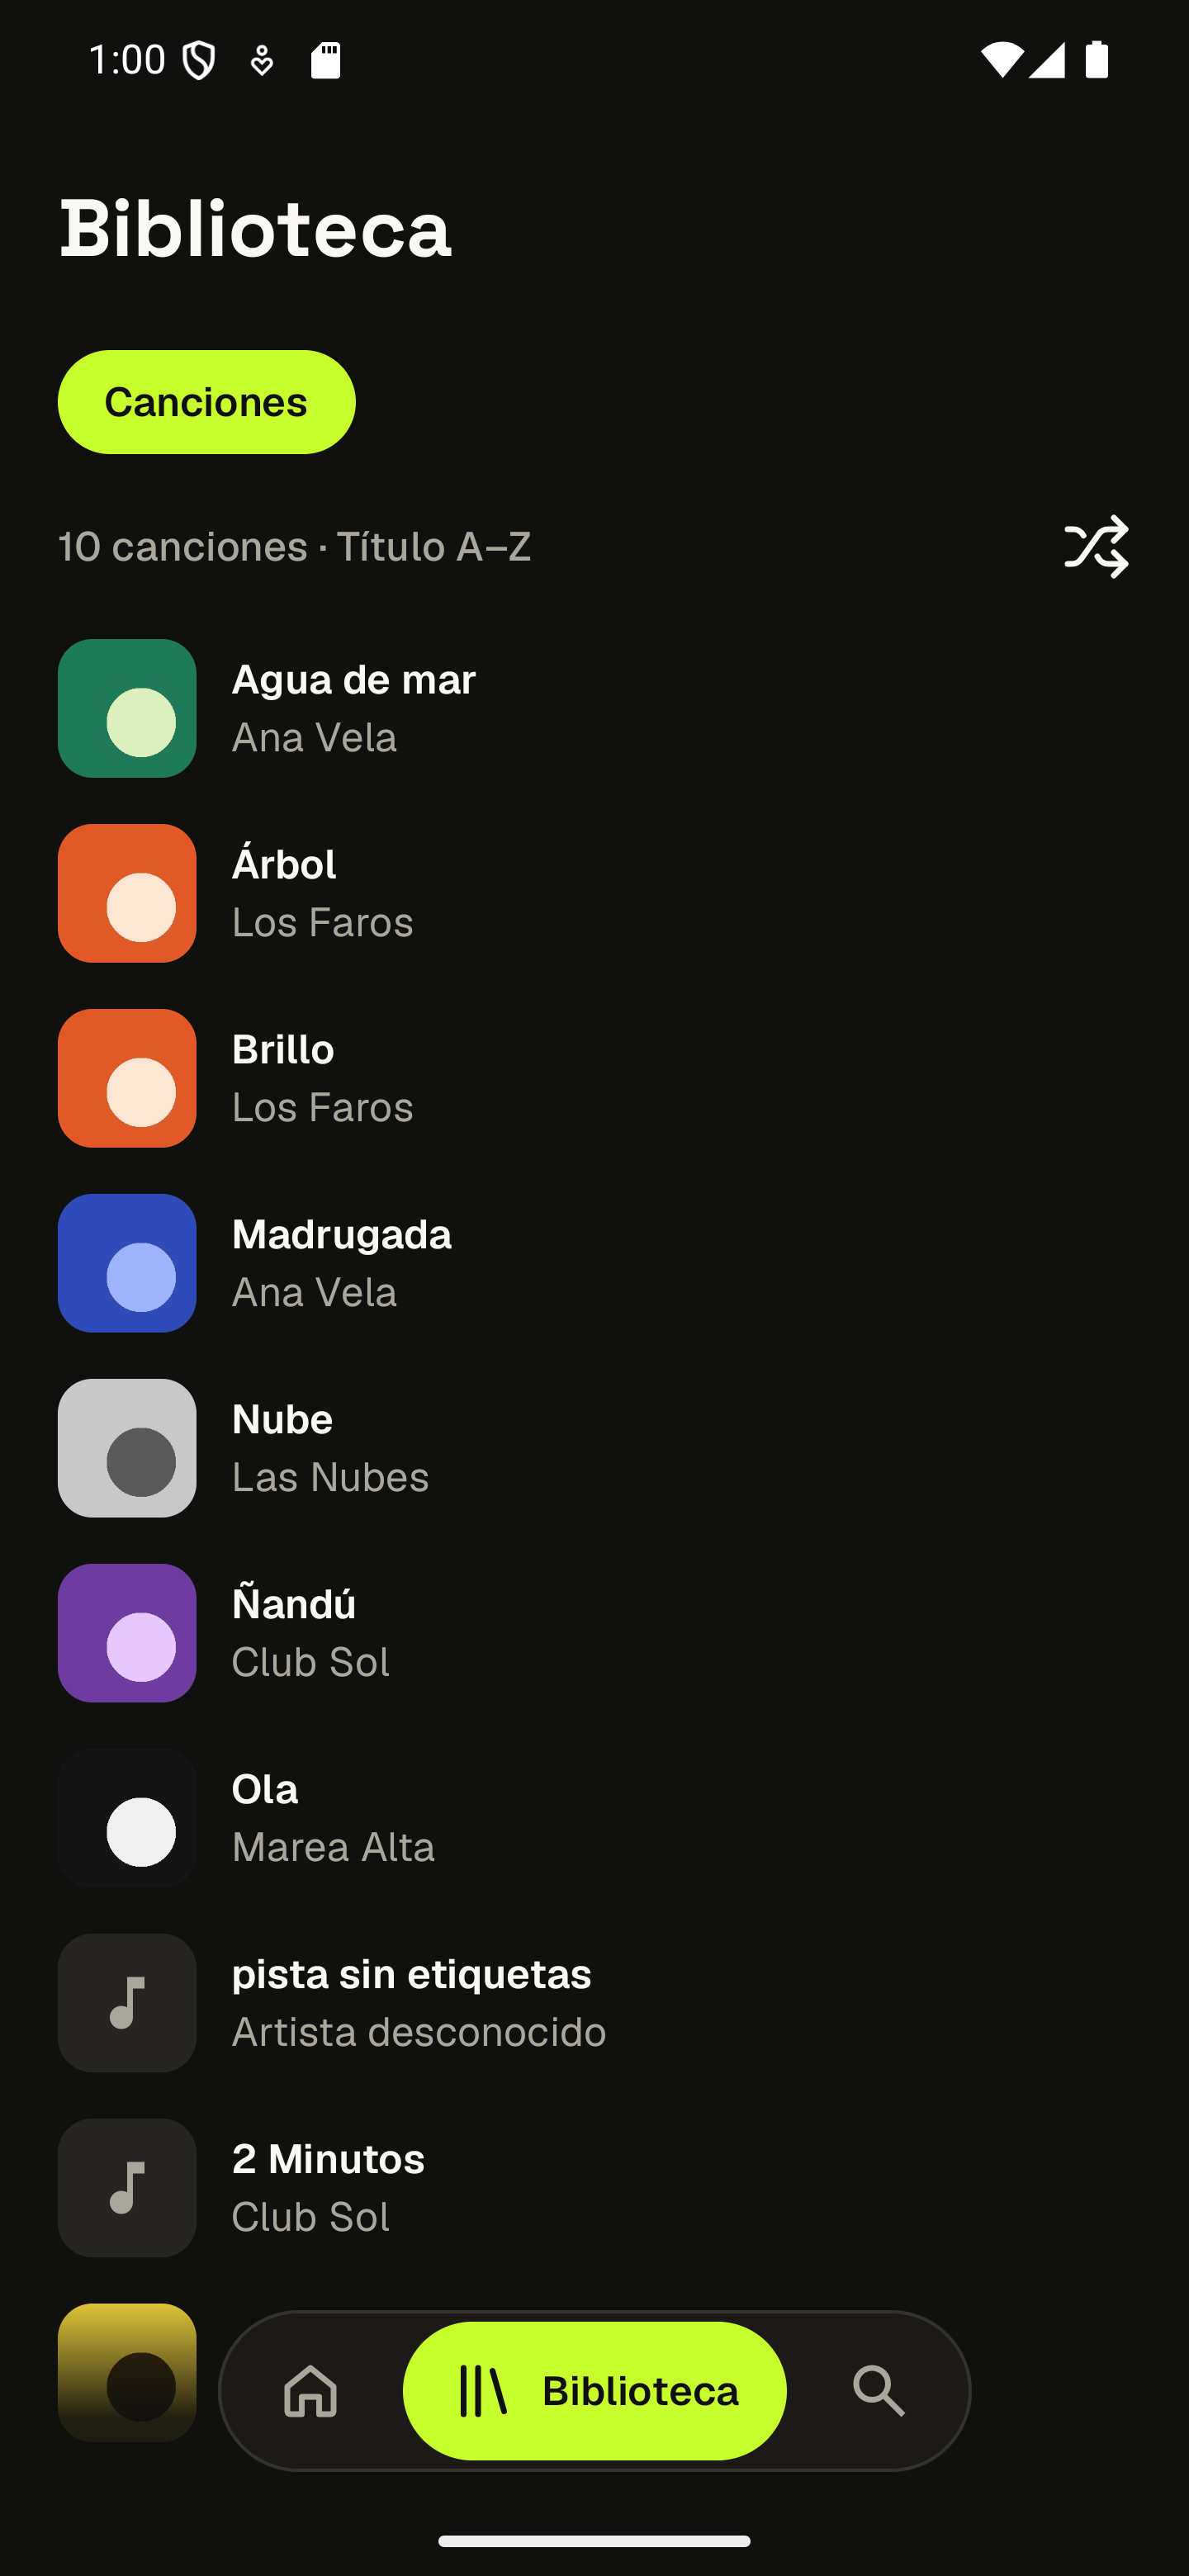 1:00
Biblioteca
Canciones
10 canciones · Título A–Z
Agua de mar
Ana Vela
Árbol
Los Faros
Brillo
Los Faros
Madrugada
Ana Vela
Nube
Las Nubes
Ñandú
Club Sol
Ola
Marea Alta
pista sin etiquetas
Artista desconocido
2 Minutos
Club Sol
Biblioteca